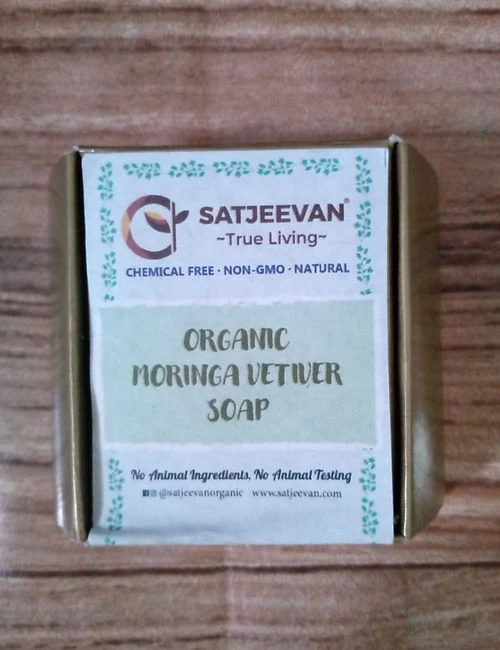 SATJEEVAN®
~True Living~
CHEMICAL FREE · NON-GMO · NATURAL
ORGANIC
MORINGA VETIVER
SOAP
No Animal Ingredients, No Animal Testing
@satjeevanorganic www.satjeevan.com